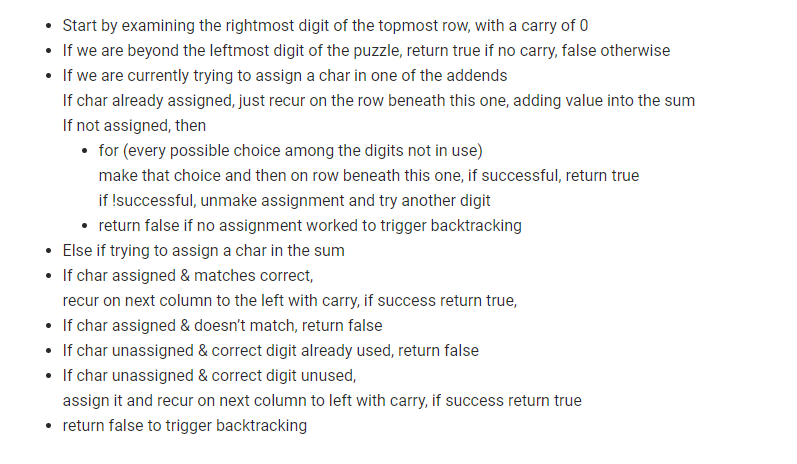 Start by examining the rightmost digit of the topmost row, with a carry of 0
If we are beyond the leftmost digit of the puzzle, return true if no carry, false otherwise
If we are currently trying to assign a char in one of the addends
If char already assigned, just recur on the row beneath this one, adding value into the sum
If not assigned, then
for (every possible choice among the digits not in use)
make that choice and then on row beneath this one, if successful, return true
if !successful, unmake assignment and try another digit
return false if no assignment worked to trigger backtracking
Else if trying to assign a char in the sum
If char assigned & matches correct,
recur on next column to the left with carry, if success return true,
If char assigned & doesn't match, return false
If char unassigned & correct digit already used, return false
If char unassigned & correct digit unused,
assign it and recur on next column to left with carry, if success return true
return false to trigger backtracking